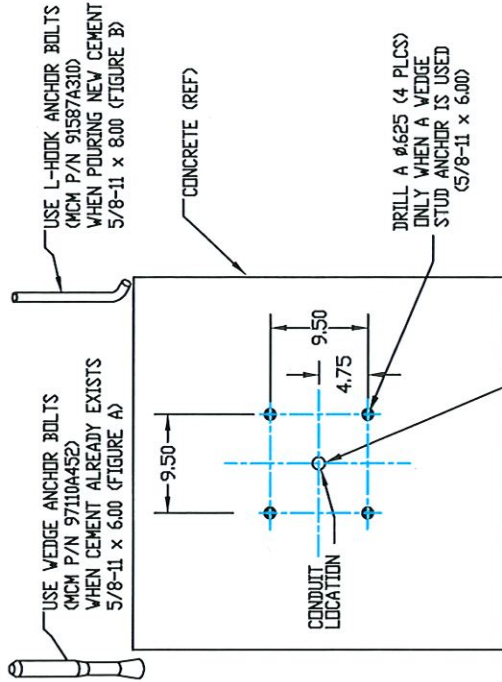 USE WEDGE ANCHOR BOLTS
(MCM P/N 97110A452)
WHEN CEMENT ALREADY EXISTS
5/8-11 x 6.00 (FIGURE A)
USE L-HOOK ANCHOR BOLTS
(MCM P/N 91587A310)
WHEN POURING NEW CEMENT
5/8-11 x 8.00 (FIGURE B)
CONCRETE (REF)
9.50
9.50
4.75
CONDUIT
LOCATION
DRILL A ø.625 (4 PLCS)
ONLY WHEN A WEDGE
STUD ANCHOR IS USED
(5/8-11 x 6.00)